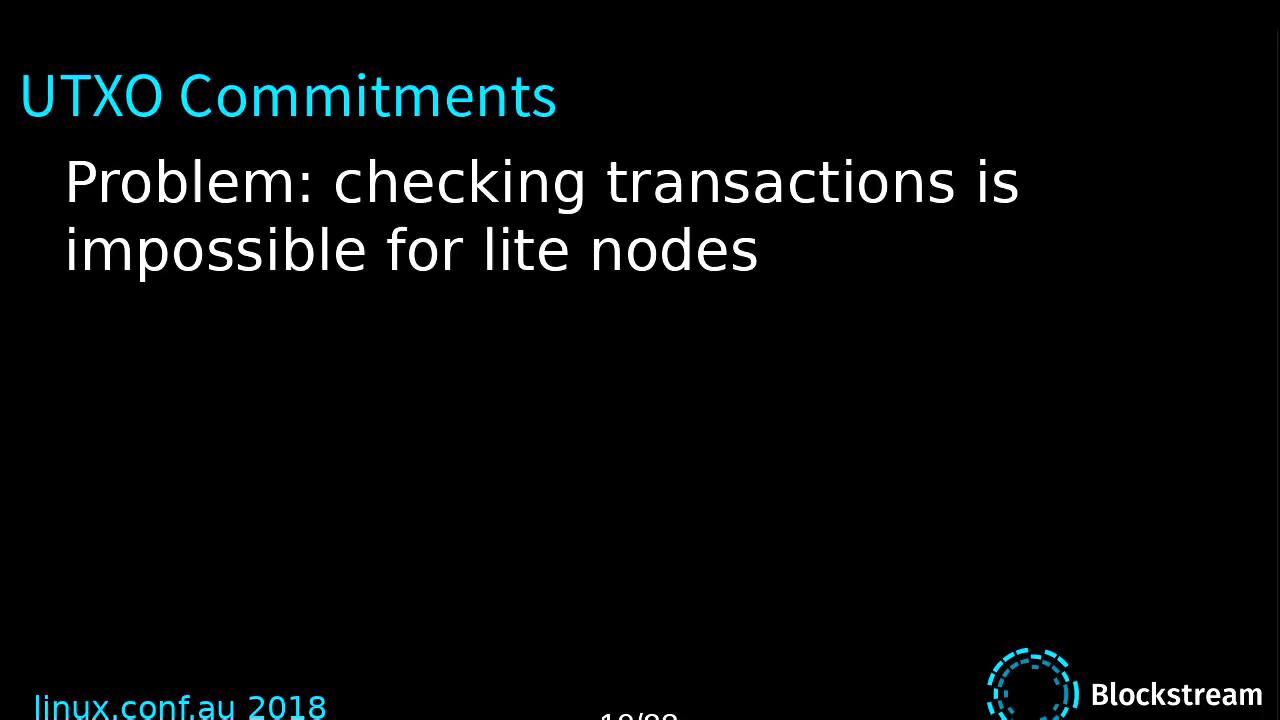 UTXO Commitments
Problem: checking transactions is
impossible for lite nodes
linux.conf.au 2018
Blockstream